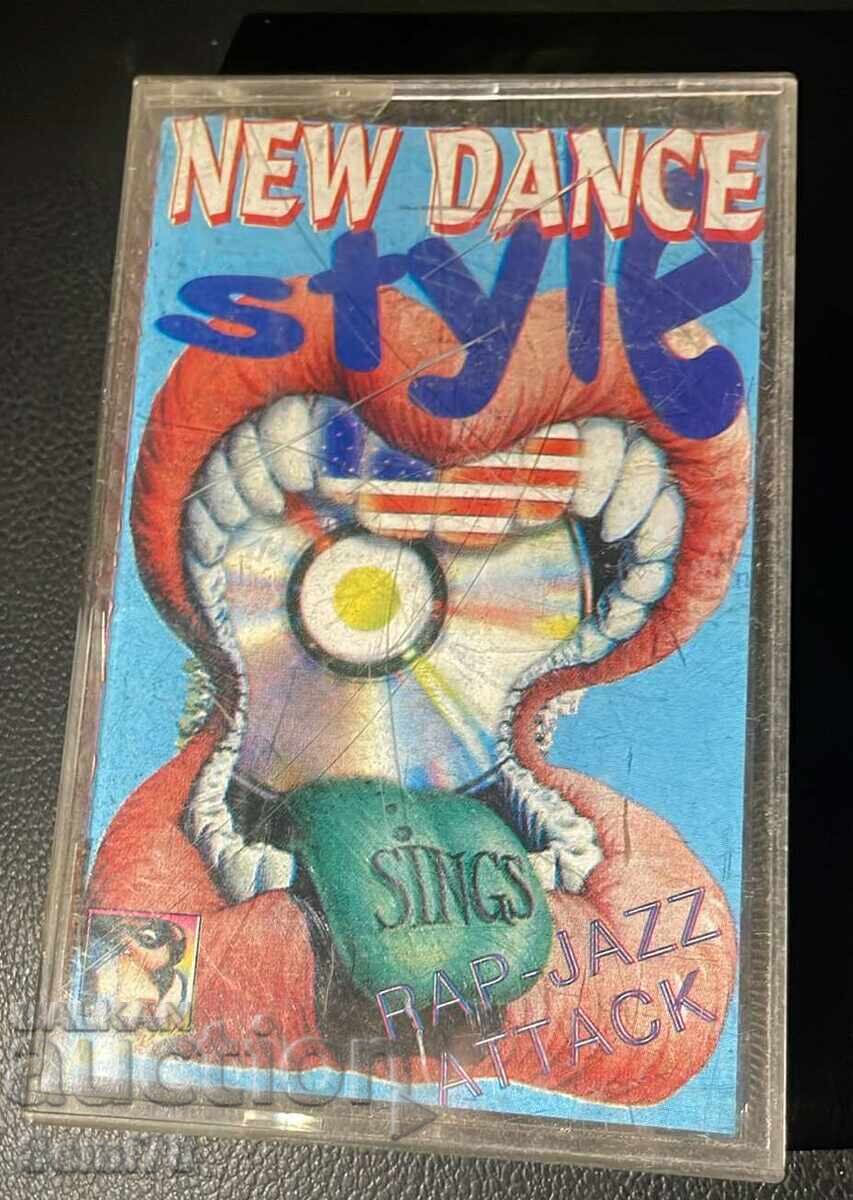 NEW DANCE
style
SINGS
RAP-JAZZ
ATTACK
BALKAN
auction